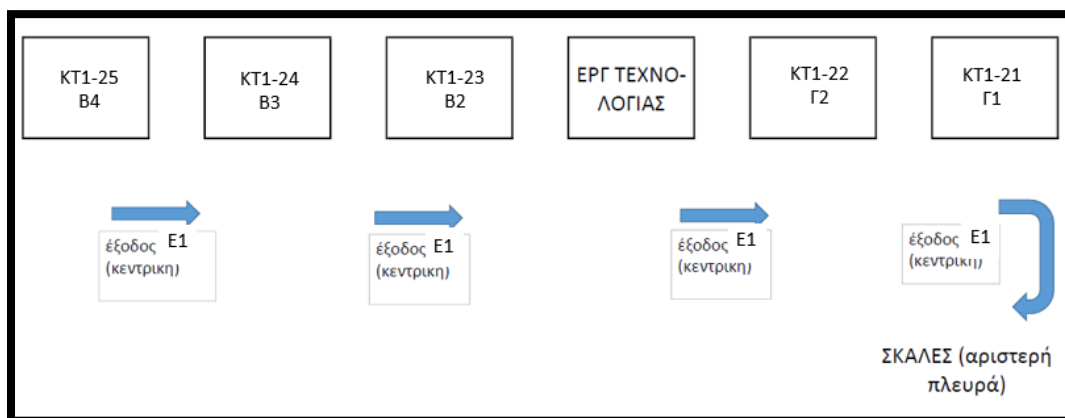 ΚΤ1-25
Β4
ΚΤ1-24
Β3
ΚΤ1-23
Β2
ΕΡΓ ΤΕΧΝΟ-
ΛΟΓΙΑΣ
ΚΤ1-22
Γ2
ΚΤ1-21
Γ1
έξοδος Ε1
(κεντρικη)
έξοδος Ε1
(κεντρικη)
έξοδος Ε1
(κεντρικη)
έξοδος Ε1
(κεντρικη)
ΣΚΑΛΕΣ (αριστερή
πλευρά)